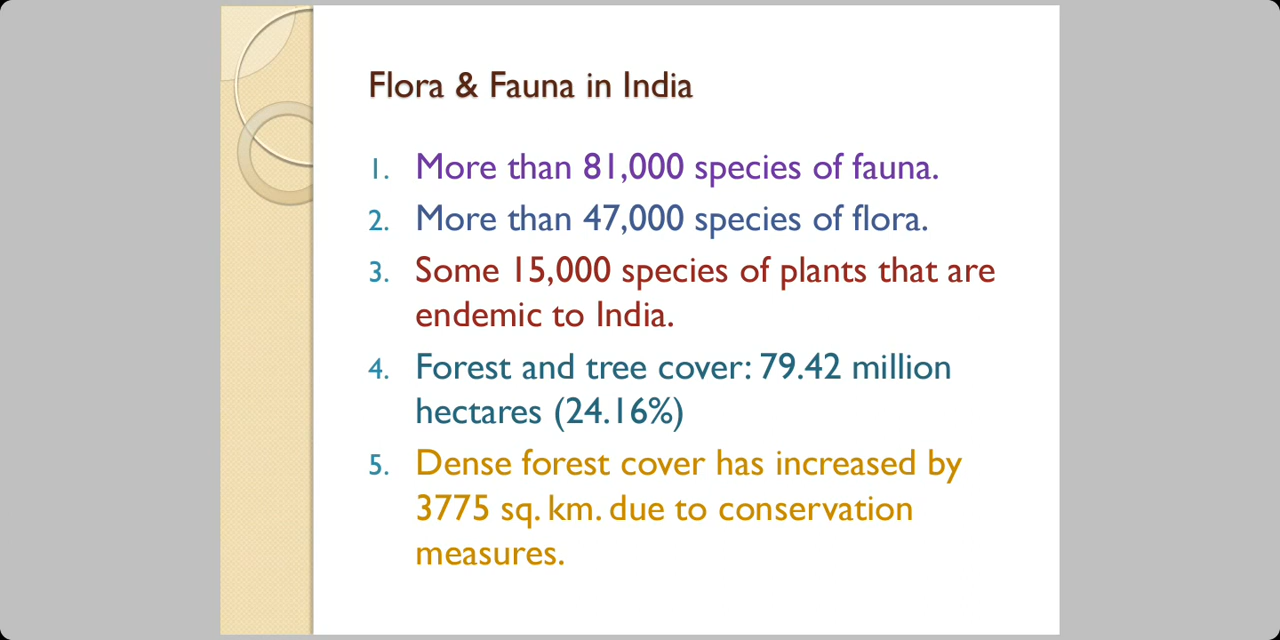 Flora & Fauna in India
1. More than 81,000 species of fauna.
2. More than 47,000 species of flora.
3. Some 15,000 species of plants that are
endemic to India.
4. Forest and tree cover: 79.42 million
hectares (24.16%)
5. Dense forest cover has increased by
3775 sq. km. due to conservation
measures.